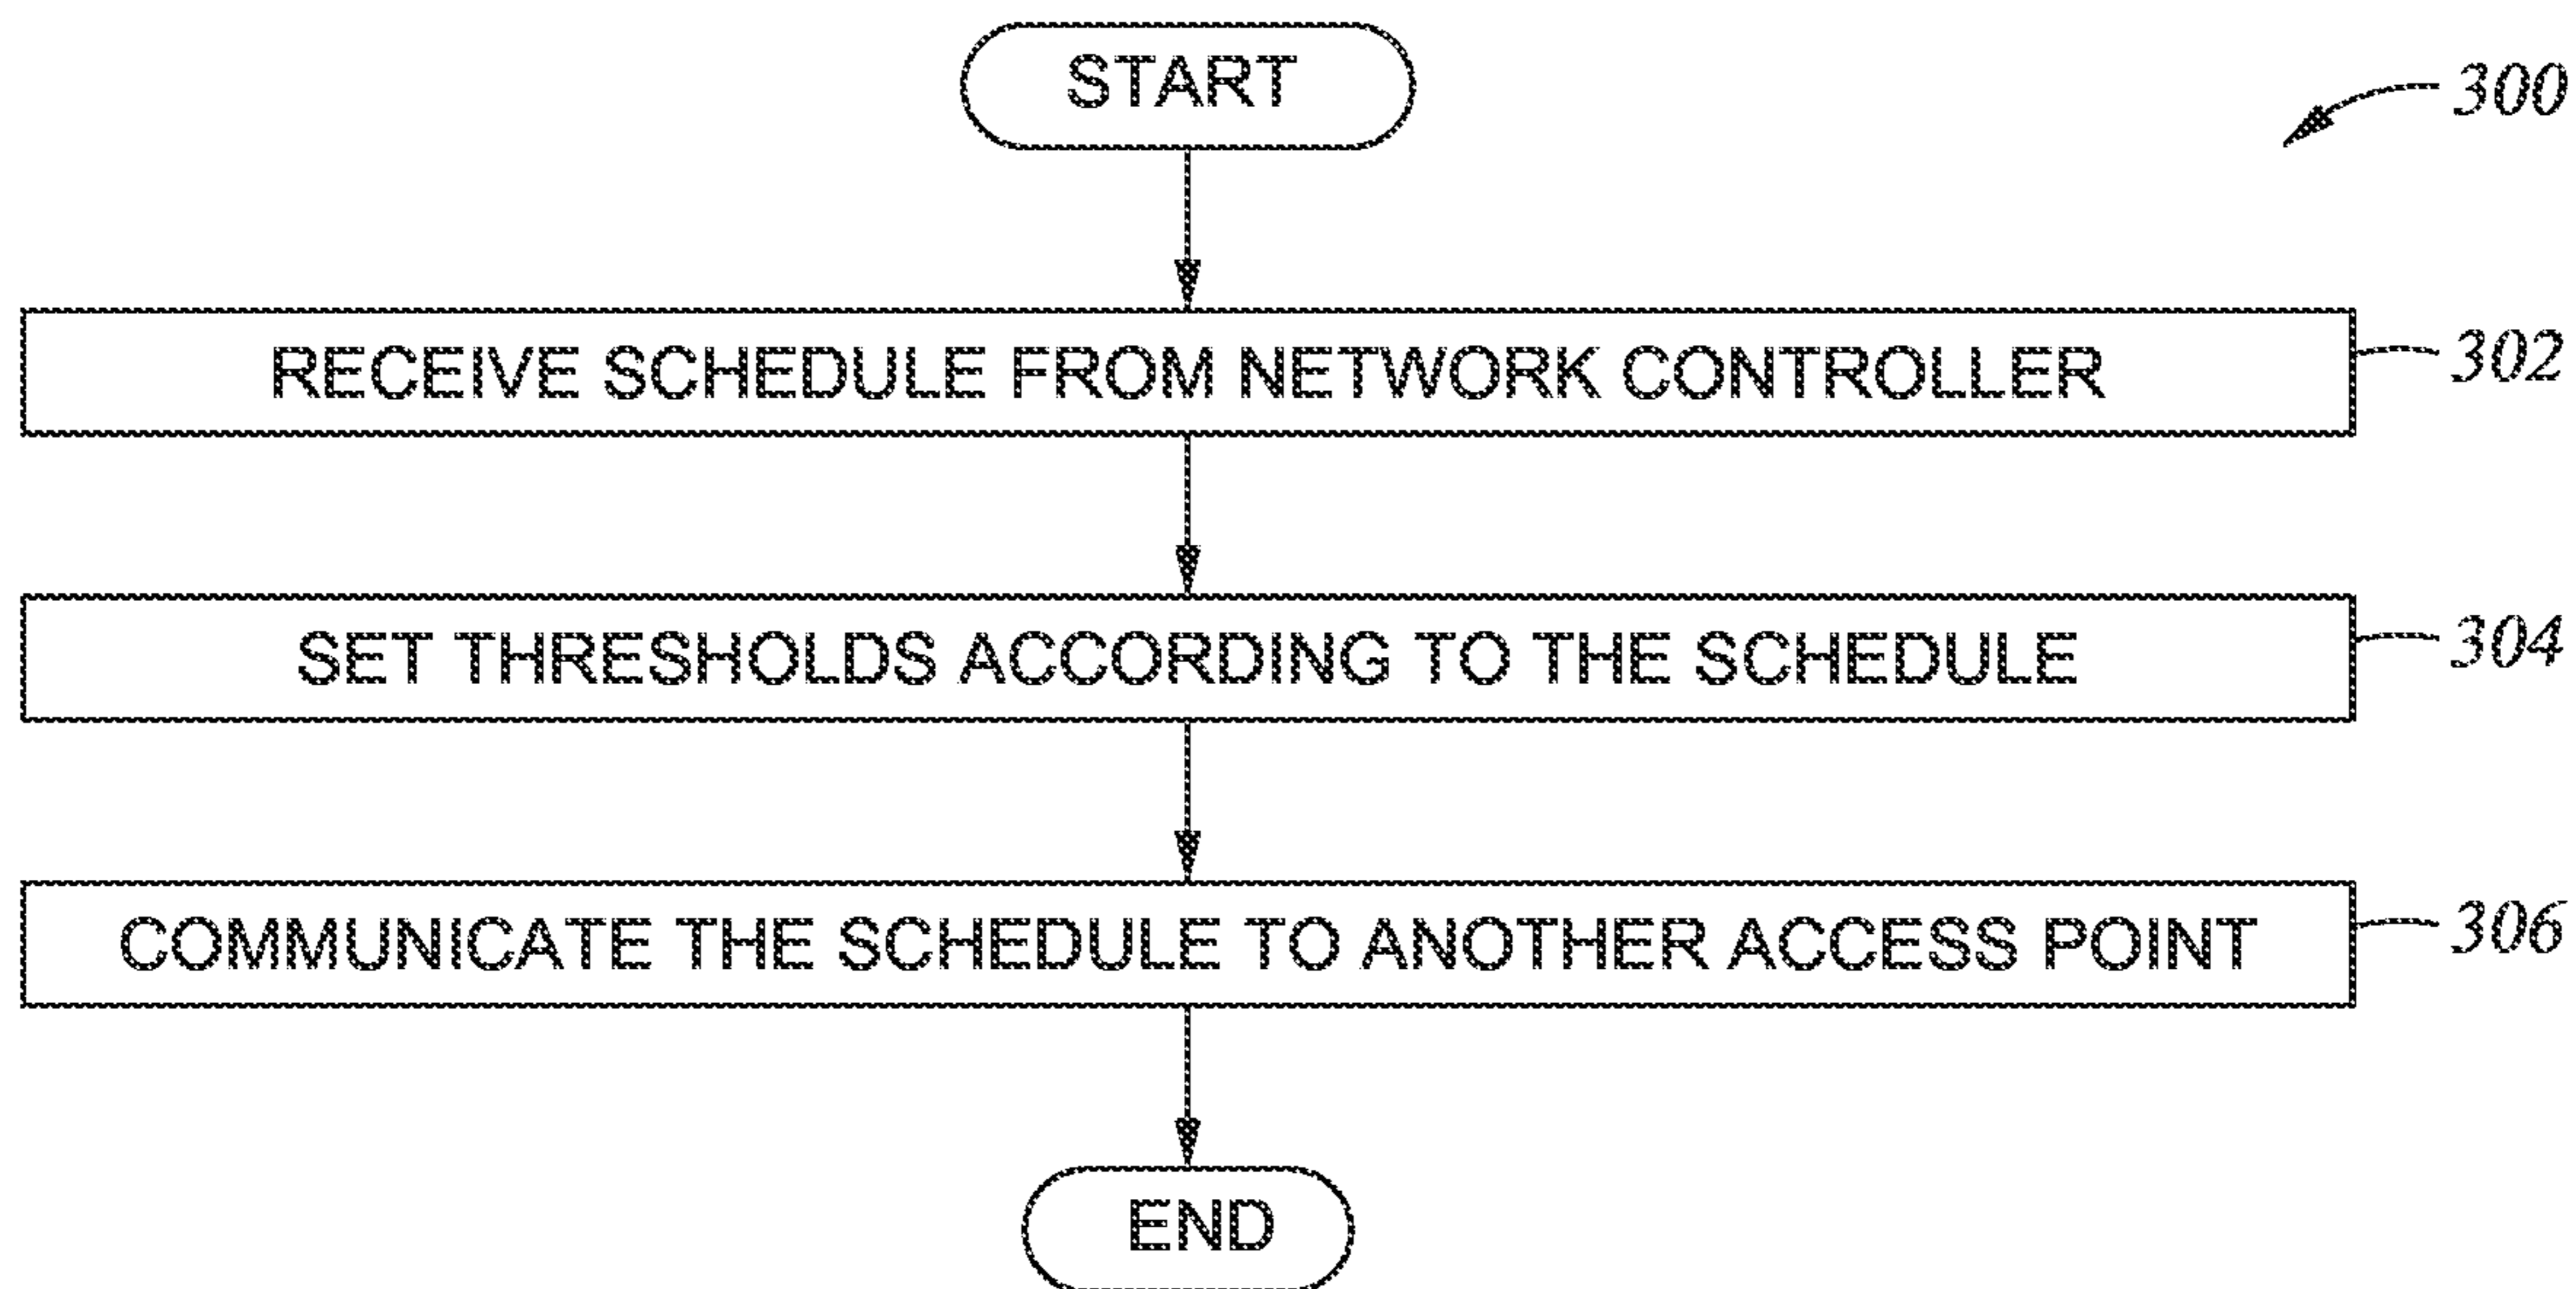 START
300
RECEIVE SCHEDULE FROM NETWORK CONTROLLER
302
SET THRESHOLDS ACCORDING TO THE SCHEDULE
304
COMMUNICATE THE SCHEDULE TO ANOTHER ACCESS POINT
306
END